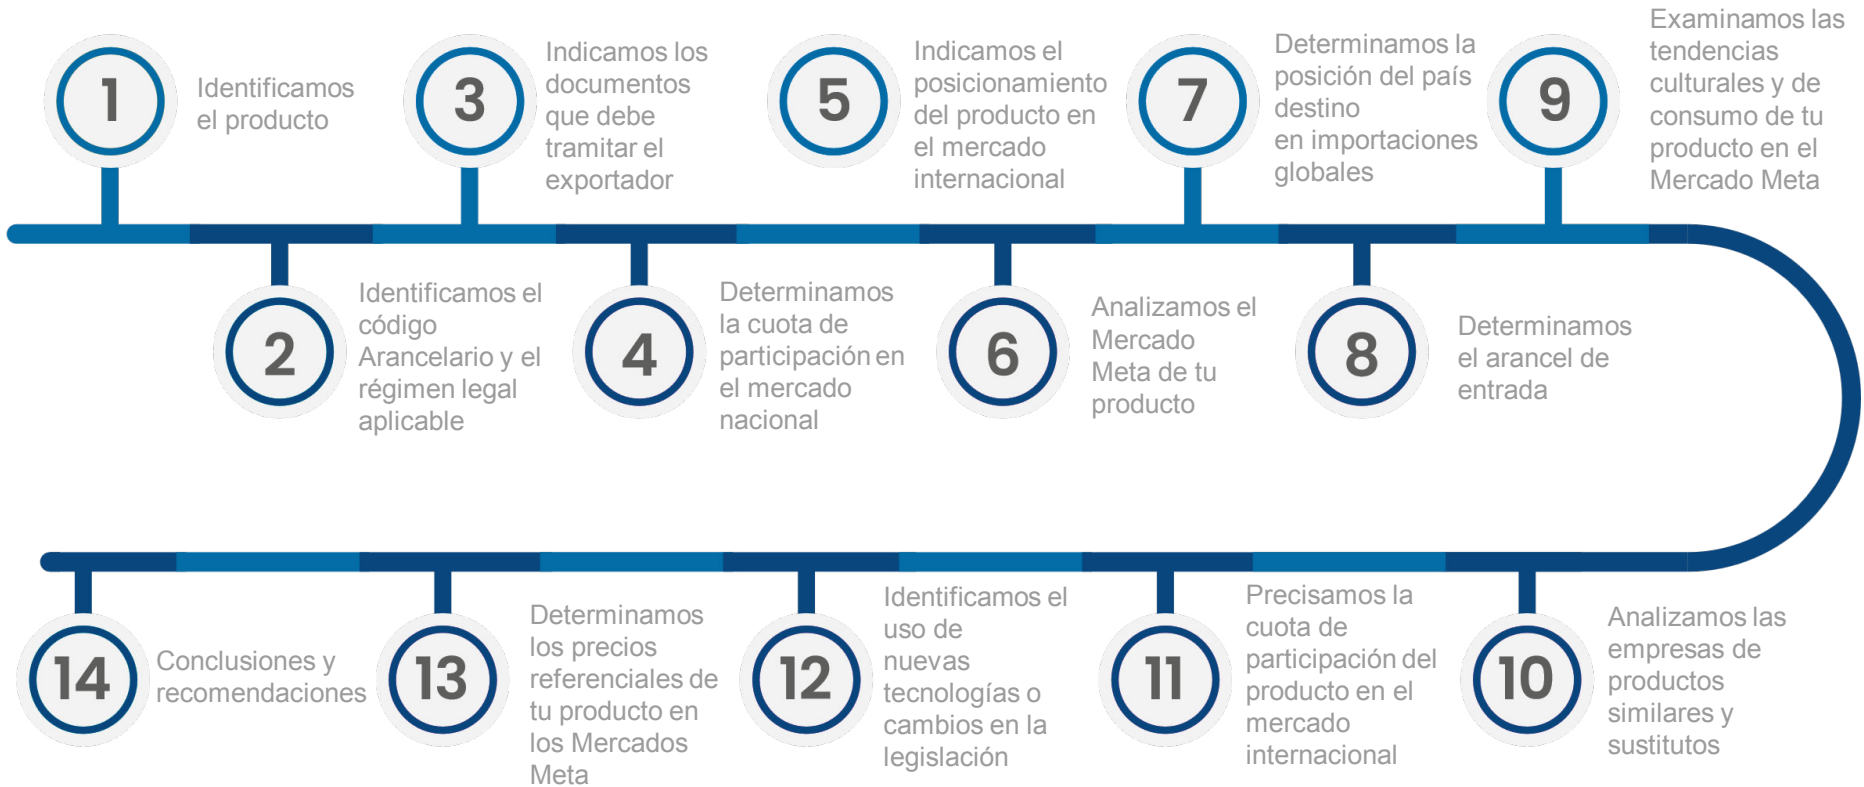 1
Identificamos
el producto
2
Identificamos el
código
Arancelario y el
régimen legal
aplicable
3
Indicamos los
documentos
que debe
tramitar el
exportador
4
Determinamos
la cuota de
participación en
el mercado
nacional
5
Indicamos el
posicionamiento
del producto en
el mercado
internacional
6
Analizamos el
Mercado
Meta de tu
producto
7
Determinamos la
posición del país
destino
en importaciones
globales
8
Determinamos
el arancel de
entrada
9
Examinamos las
tendencias
culturales y de
consumo de tu
producto en el
Mercado Meta
10
Analizamos las
empresas de
productos
similares y
sustitutos
11
Precisamos la
cuota de
participación del
producto en el
mercado
internacional
12
Identificamos el
uso de
nuevas
tecnologías o
cambios en la
legislación
13
Determinamos
los precios
referenciales de
tu producto en
los Mercados
Meta
14
Conclusiones y
recomendaciones